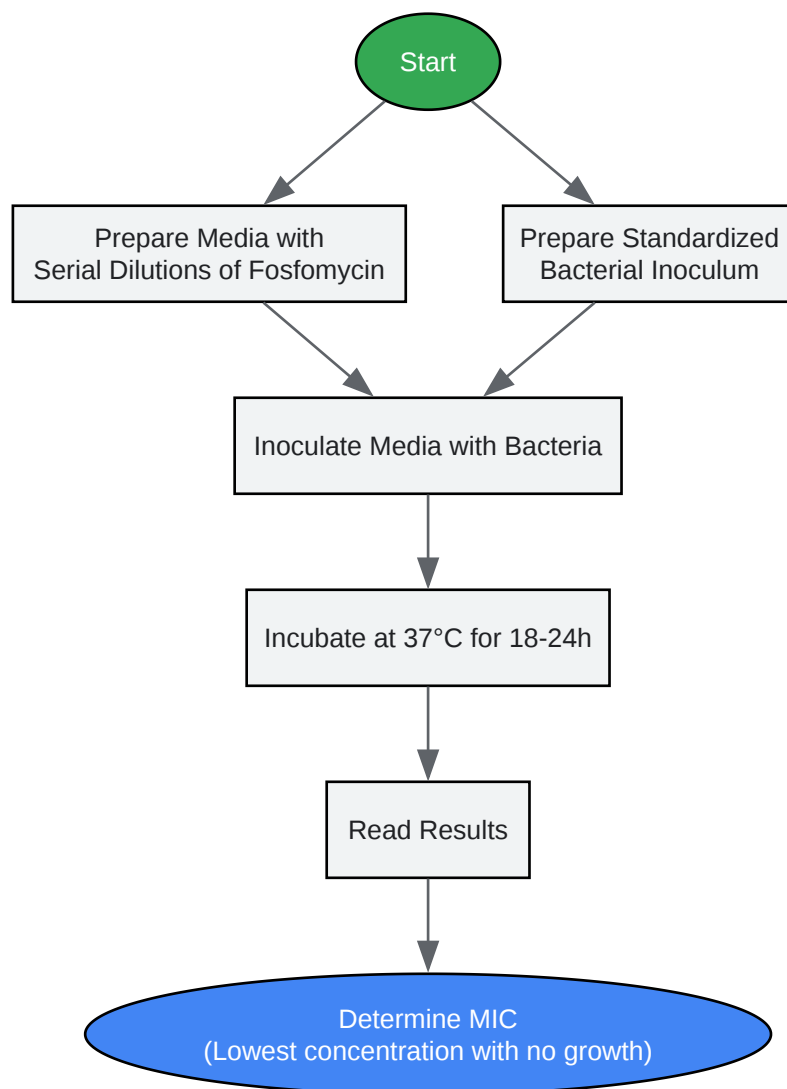 Start
Prepare Media with
Serial Dilutions of Fosfomycin
Prepare Standardized
Bacterial Inoculum
Inoculate Media with Bacteria
Incubate at 37°C for 18-24h
Read Results
Determine MIC
(Lowest concentration with no growth)